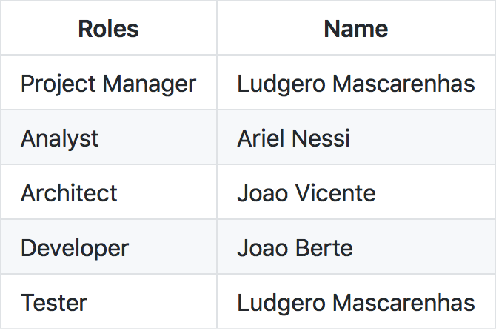 Roles Name
Project Manager Ludgero Mascarenhas
Analyst Ariel Nessi
Architect Joao Vicente
Developer Joao Berte
Tester Ludgero Mascarenhas